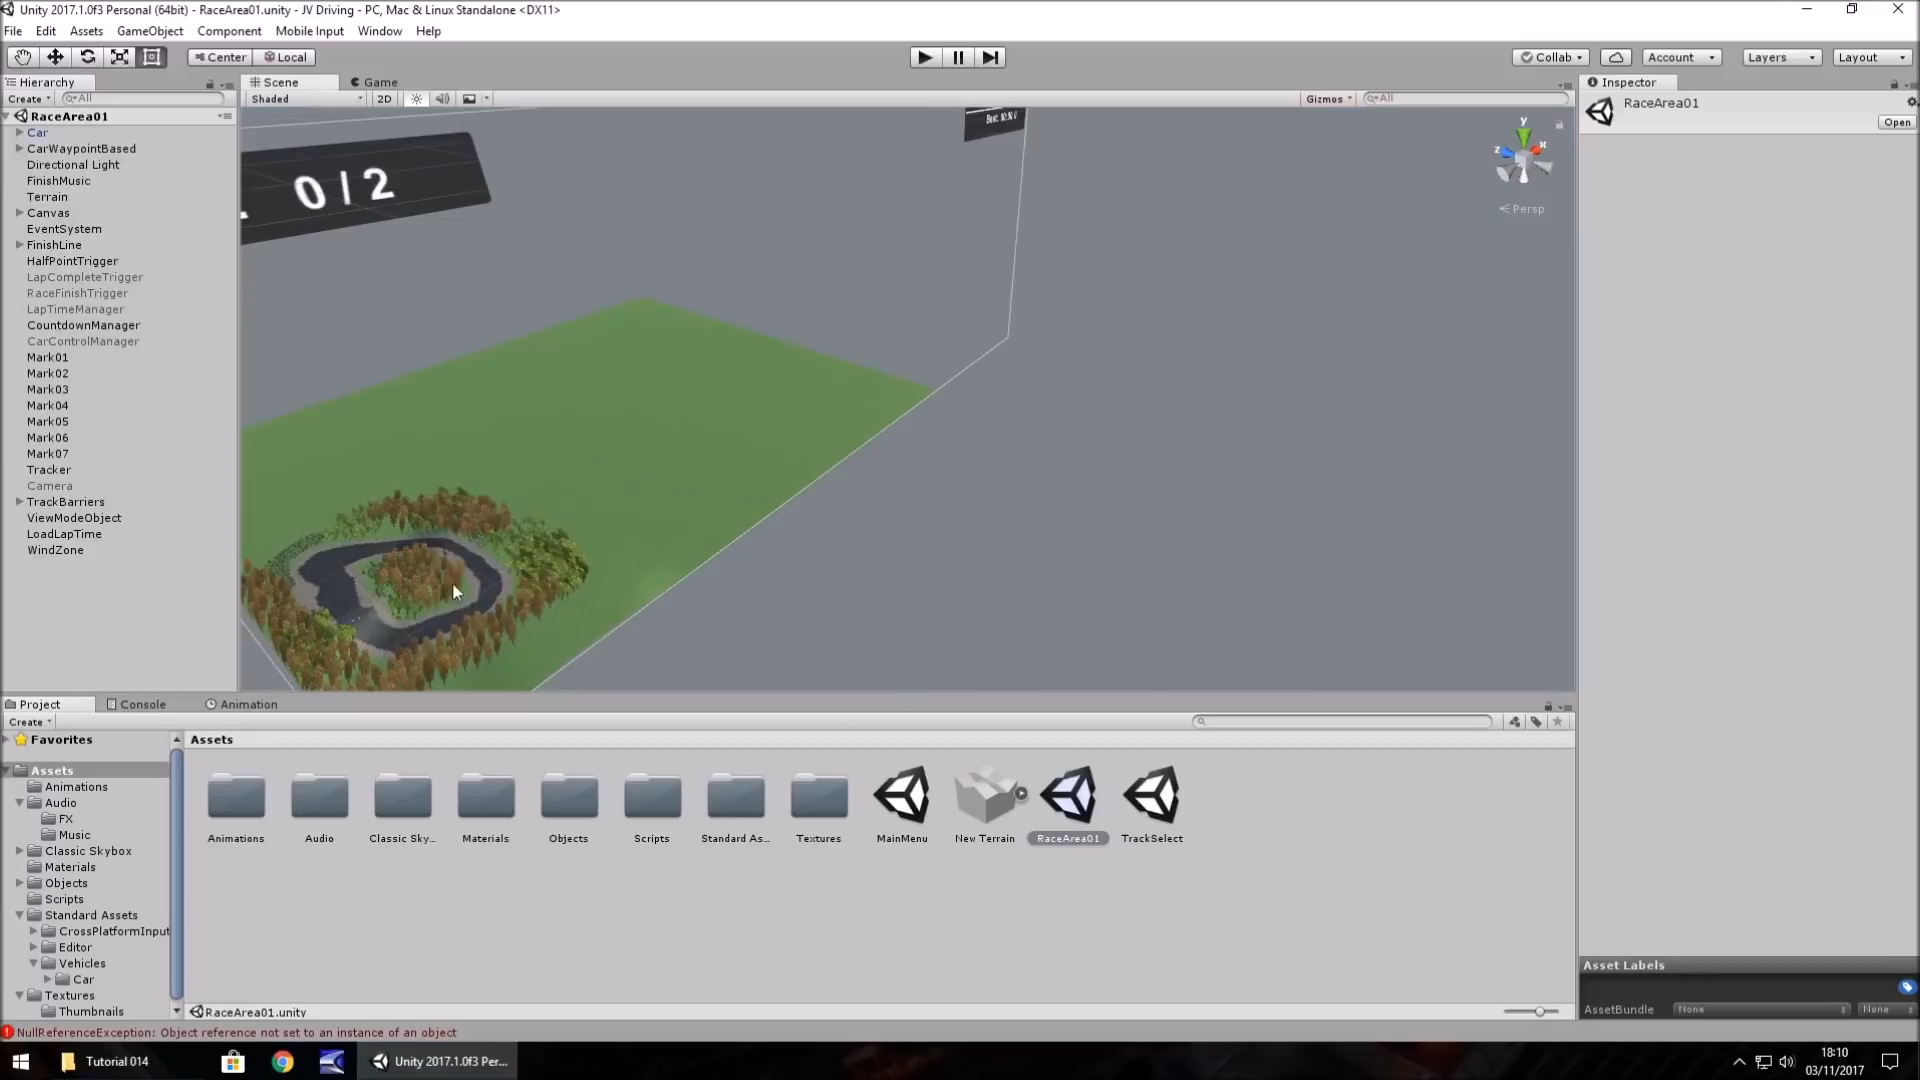 Unity 2017.1.0f3 Personal (64bit) - RaceArea01.unity - JV Driving - PC, Mac & Linux Standalone <DX11>
File Edit Assets GameObject Component Mobile Input Window Help
Center Local Collab Account Layers Layout
Hierarchy Scene Game Inspector
Create All Shaded 2D Gizmos All
RaceArea01
Open
RaceArea01
Car
CarWaypointBased
Directional Light
FinishMusic
Terrain
Canvas
EventSystem
FinishLine
HalfPointTrigger
LapCompleteTrigger
RaceFinishTrigger
LapTimeManager
CountdownManager
CarControlManager
Mark01
Mark02
Mark03
Mark04
Mark05
Mark06
Mark07
Tracker
Camera
TrackBarriers
ViewModeObject
LoadLapTime
WindZone
0/2
y
z
x
Persp
Project Console Animation
Create
Favorites
Assets
Animations
Audio
FX
Music
Classic Skybox
Materials
Objects
Scripts
Standard Assets
CrossPlatformInput
Editor
Vehicles
Car
Textures
Thumbnails
Assets
Animations Audio Classic Sky... Materials Objects Scripts Standard As... Textures MainMenu New Terrain RaceArea01 TrackSelect
RaceArea01.unity
Asset Labels
AssetBundle None None
NullReferenceException: Object reference not set to an instance of an object
Tutorial 014 Unity 2017.1.0f3 Per...
18:10
03/11/2017